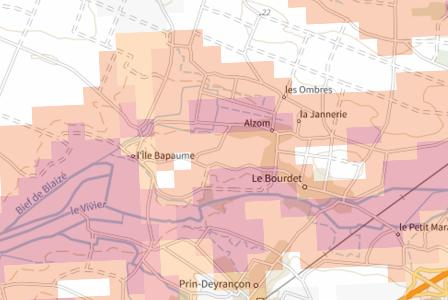 22
les Ombres
la Jannerie
Alzom
l'Île Bapaume
Le Bourdet
Bief de Blaizé
le Vivier
le Petit Mara
Prin-Deyrançon